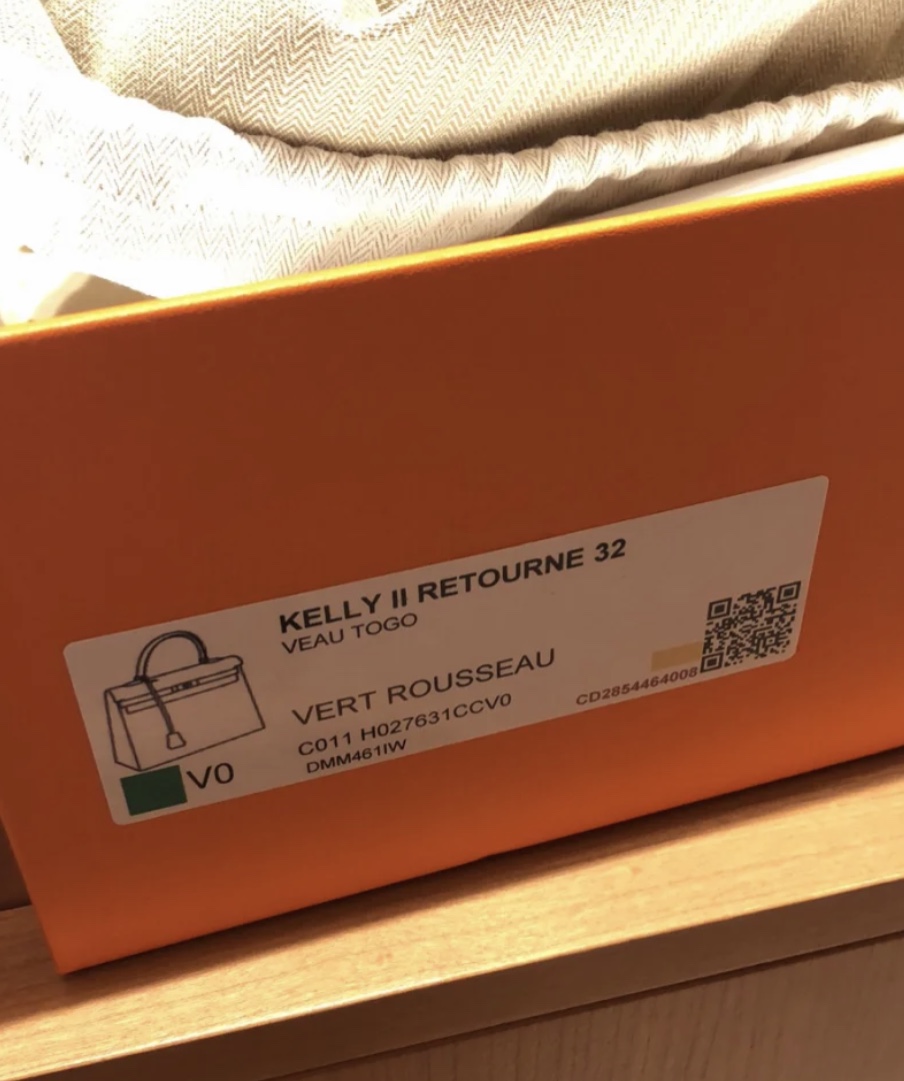 KELLY II RETOURNE 32
VEAU TOGO
VERT ROUSSEAU
C011 H027631CCV0
DMM461IW
CD2854464008
V0